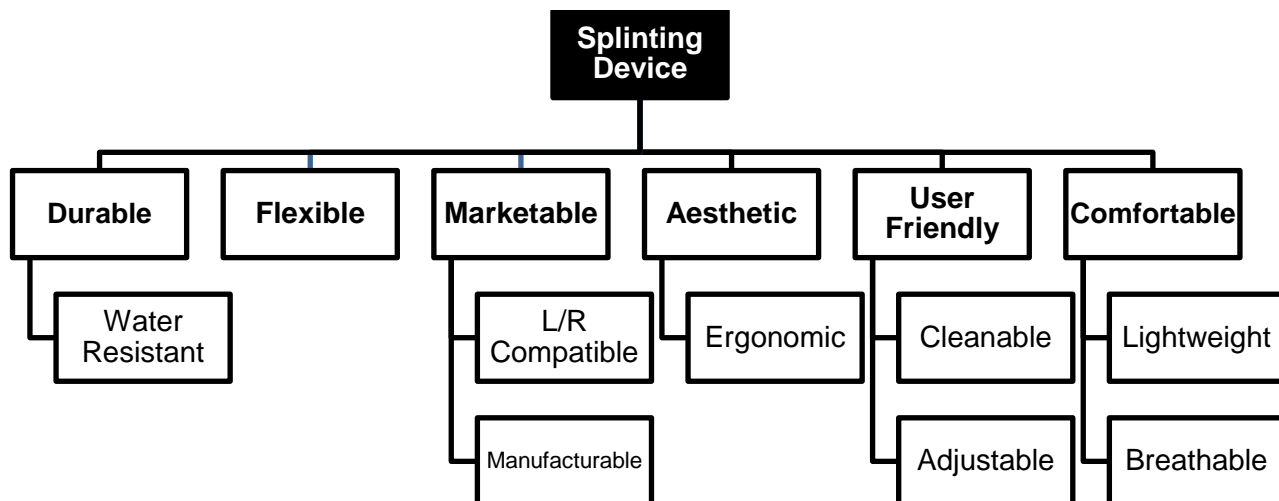 Splinting
Device
Durable
Flexible
Marketable
Aesthetic
User
Friendly
Comfortable
Water
Resistant
L/R
Compatible
Ergonomic
Cleanable
Lightweight
Manufacturable
Adjustable
Breathable